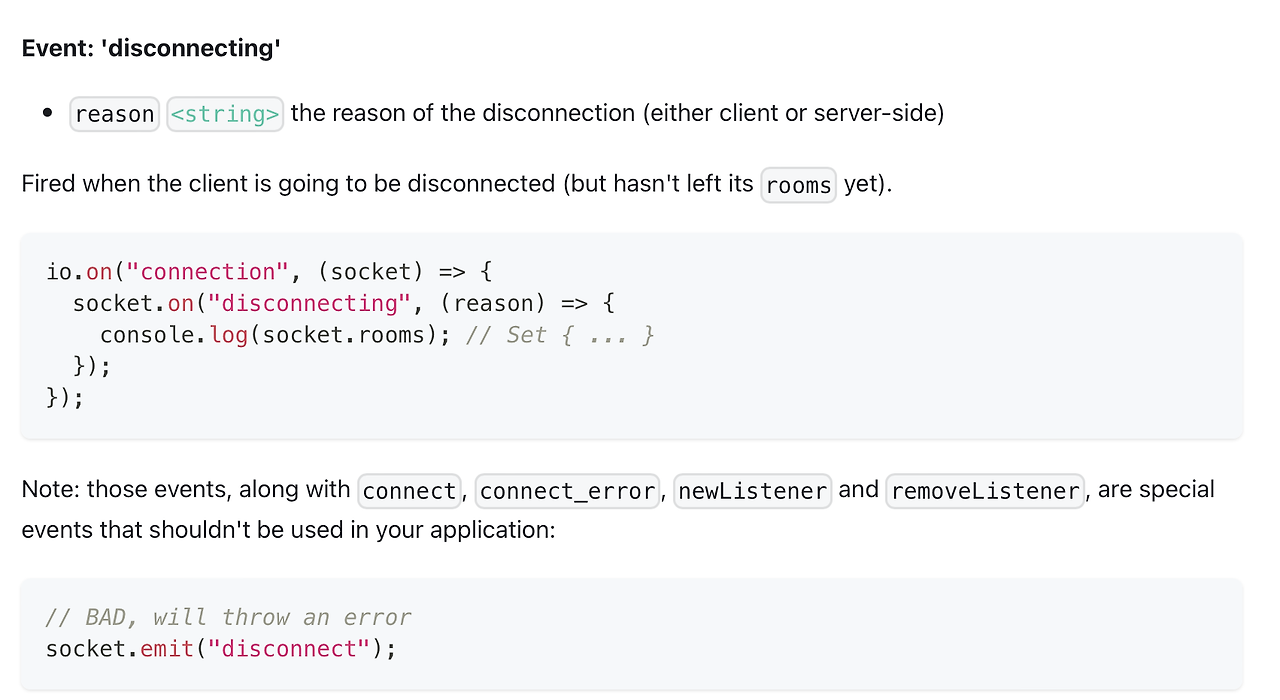 Event: 'disconnecting'
• reason <string> the reason of the disconnection (either client or server-side)
Fired when the client is going to be disconnected (but hasn't left its rooms yet).
io.on("connection", (socket) => {
  socket.on("disconnecting", (reason) => {
    console.log(socket.rooms); // Set { ... }
  });
});
Note: those events, along with connect, connect_error, newListener and removeListener, are special
events that shouldn't be used in your application:
// BAD, will throw an error
socket.emit("disconnect");